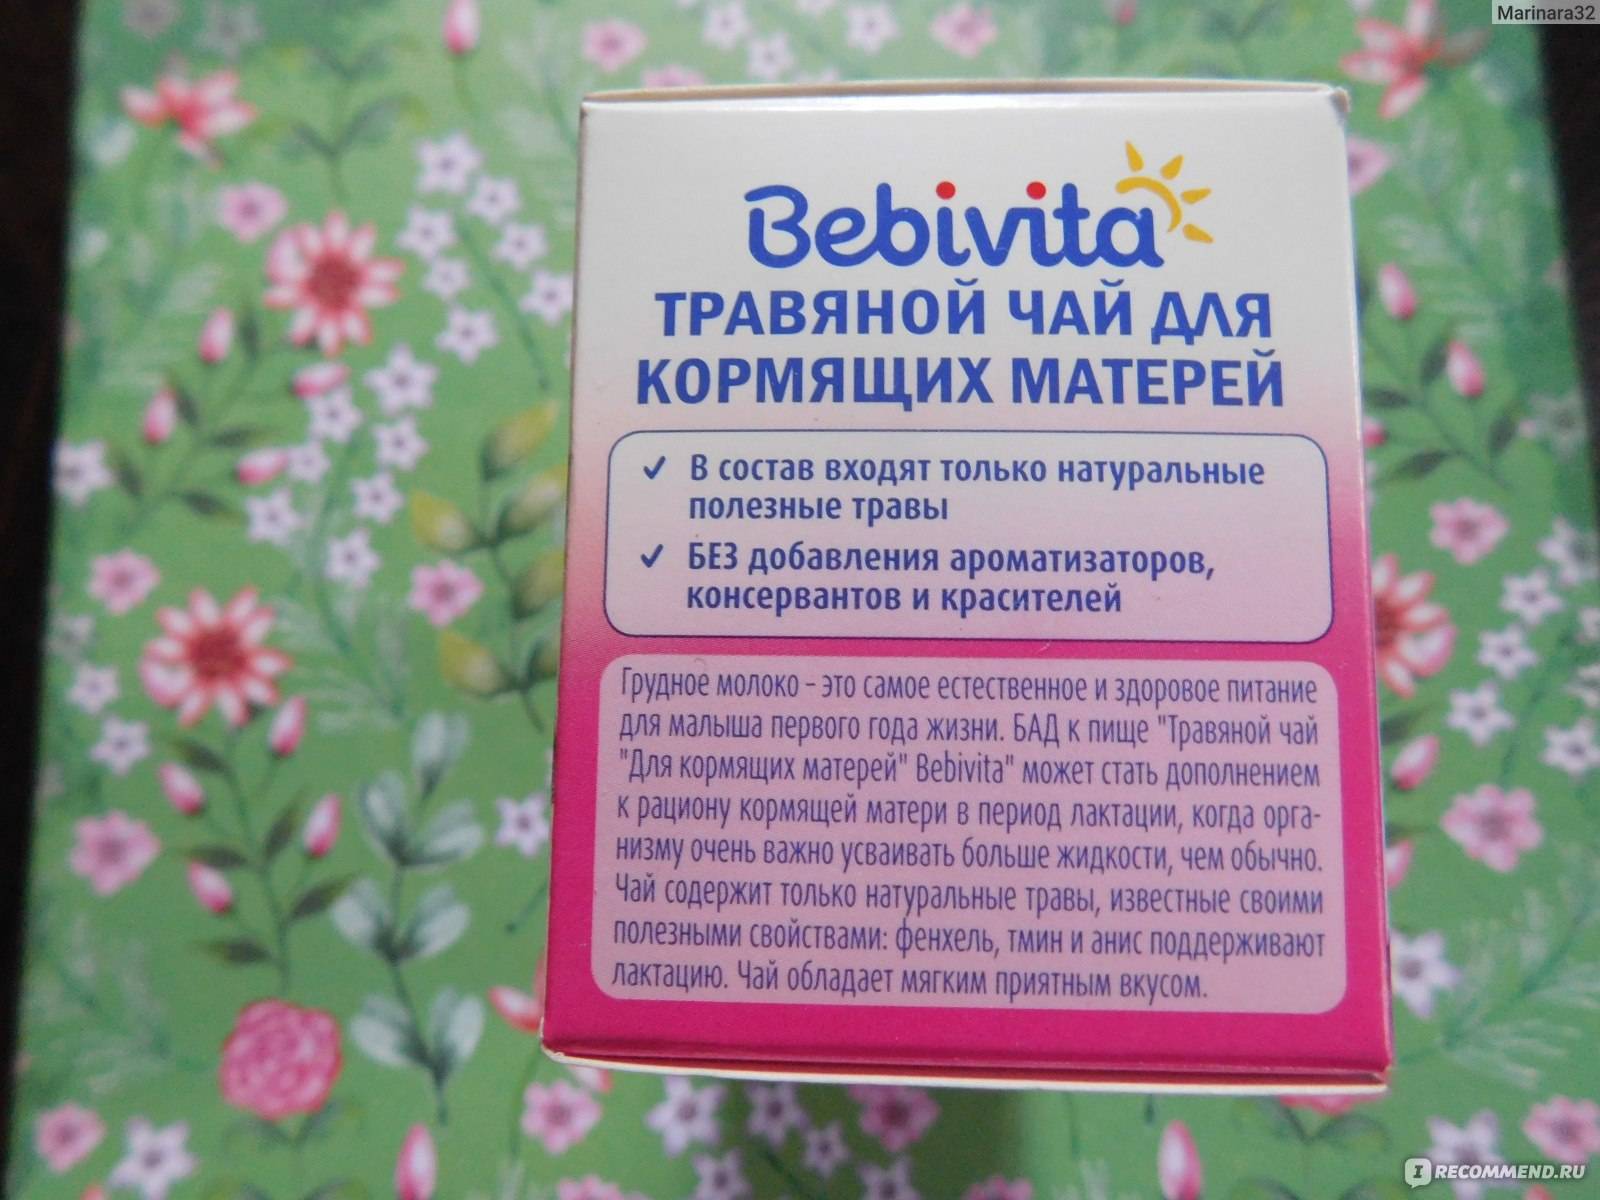 Marinara32
Bebivita
ТРАВЯНОЙ ЧАЙ ДЛЯ
КОРМЯЩИХ МАТЕРЕЙ
✓ В состав входят только натуральные
полезные травы
✓ БЕЗ добавления ароматизаторов,
консервантов и красителей
Грудное молоко - это самое естественное и здоровое питание
для малыша первого года жизни. БАД к пище "Травяной чай
"Для кормящих матерей" Bebivita" может стать дополнением
к рациону кормящей матери в период лактации, когда орга-
низму очень важно усваивать больше жидкости, чем обычно.
Чай содержит только натуральные травы, известные своими
полезными свойствами: фенхель, тмин и анис поддерживают
лактацию. Чай обладает мягким приятным вкусом.
IRECOMMEND.RU